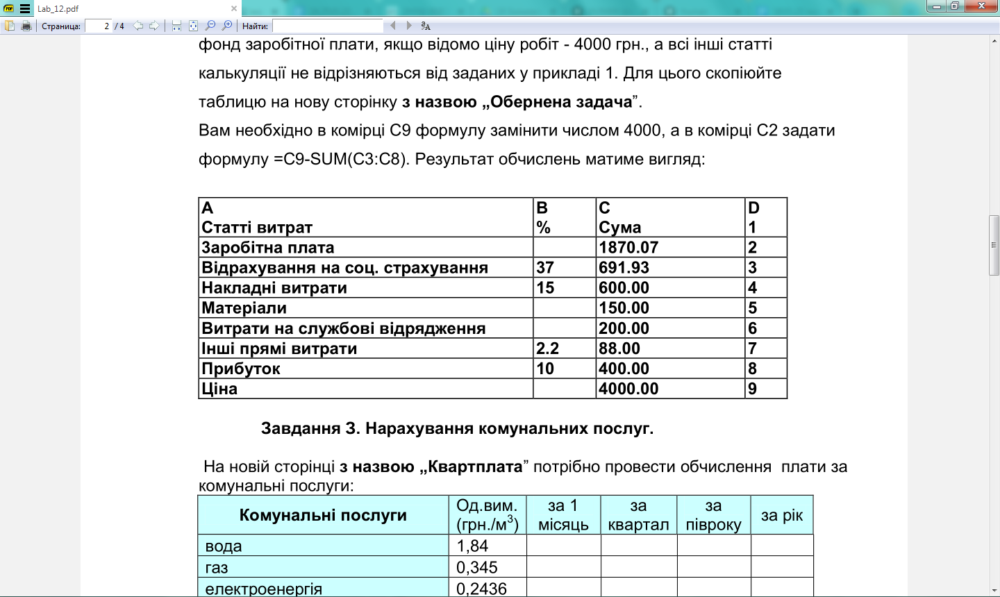 PDF Lab_12.pdf
Страница: 2 / 4 Найти:
фонд заробітної плати, якщо відомо ціну робіт - 4000 грн., а всі інші статті
калькуляції не відрізняються від заданих у прикладі 1. Для цього скопіюйте
таблицю на нову сторінку з назвою „Обернена задача”.
Вам необхідно в комірці С9 формулу замінити числом 4000, а в комірці С2 задати
формулу =C9-SUM(C3:C8). Результат обчислень матиме вигляд:
A B C D
Статті витрат % Сума 1
Заробітна плата 1870.07 2
Відрахування на соц. страхування 37 691.93 3
Накладні витрати 15 600.00 4
Матеріали 150.00 5
Витрати на службові відрядження 200.00 6
Інші прямі витрати 2.2 88.00 7
Прибуток 10 400.00 8
Ціна 4000.00 9
Завдання 3. Нарахування комунальних послуг.
На новій сторінці з назвою „Квартплата” потрібно провести обчислення плати за
комунальні послуги:
Комунальні послуги Од.вим. (грн./м³) за 1 місяць за квартал за півроку за рік
вода 1,84
газ 0,345
електроенергія 0,2436